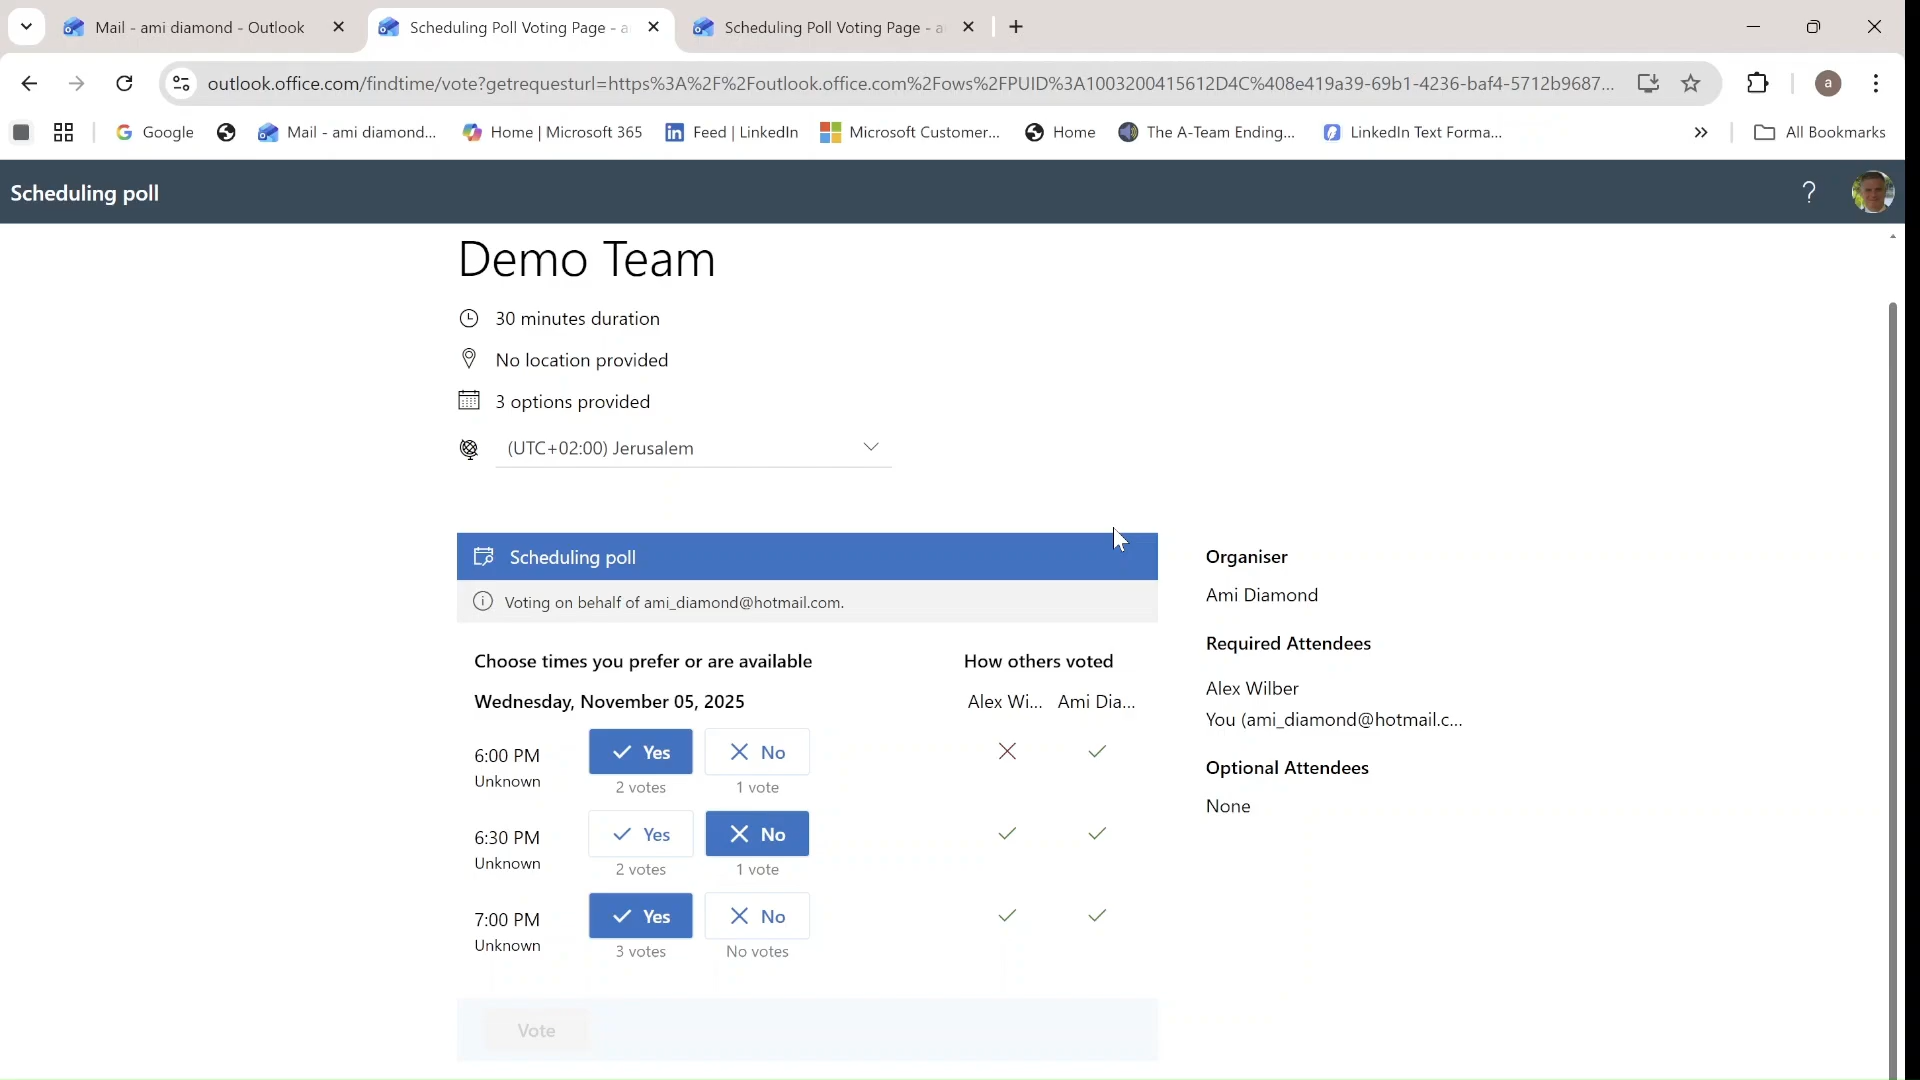 Mail - ami diamond - Outlook
Scheduling Poll Voting Page - a
Scheduling Poll Voting Page - a
outlook.office.com/findtime/vote?getrequesturl=https%3A%2F%2Foutlook.office.com%2Fows%2FPUID%3A1003200415612D4C%408e419a39-69b1-4236-baf4-5712b9687...
a
Google
Mail - ami diamond...
Home | Microsoft 365
Feed | LinkedIn
Microsoft Customer...
Home
The A-Team Ending...
LinkedIn Text Forma...
All Bookmarks
Scheduling poll
Demo Team
30 minutes duration
No location provided
3 options provided
(UTC+02:00) Jerusalem
Scheduling poll
Voting on behalf of ami_diamond@hotmail.com.
Choose times you prefer or are available
How others voted
Wednesday, November 05, 2025
Alex Wi... Ami Dia...
6:00 PM Yes No
Unknown 2 votes 1 vote
6:30 PM Yes No
Unknown 2 votes 1 vote
7:00 PM Yes No
Unknown 3 votes No votes
Vote
Organiser
Ami Diamond
Required Attendees
Alex Wilber
You (ami_diamond@hotmail.c...
Optional Attendees
None